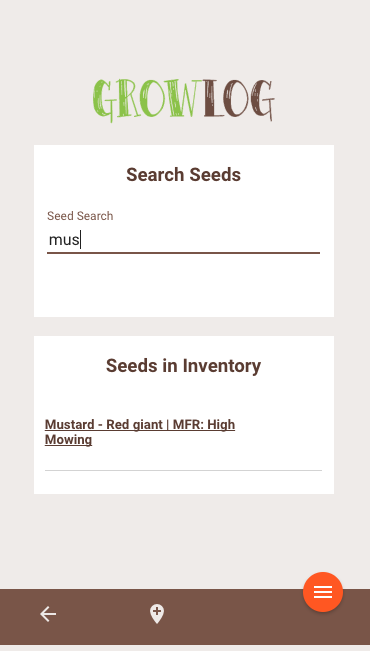 GROWLOG
Search Seeds
Seed Search
mus
Seeds in Inventory
Mustard - Red giant | MFR: High
Mowing